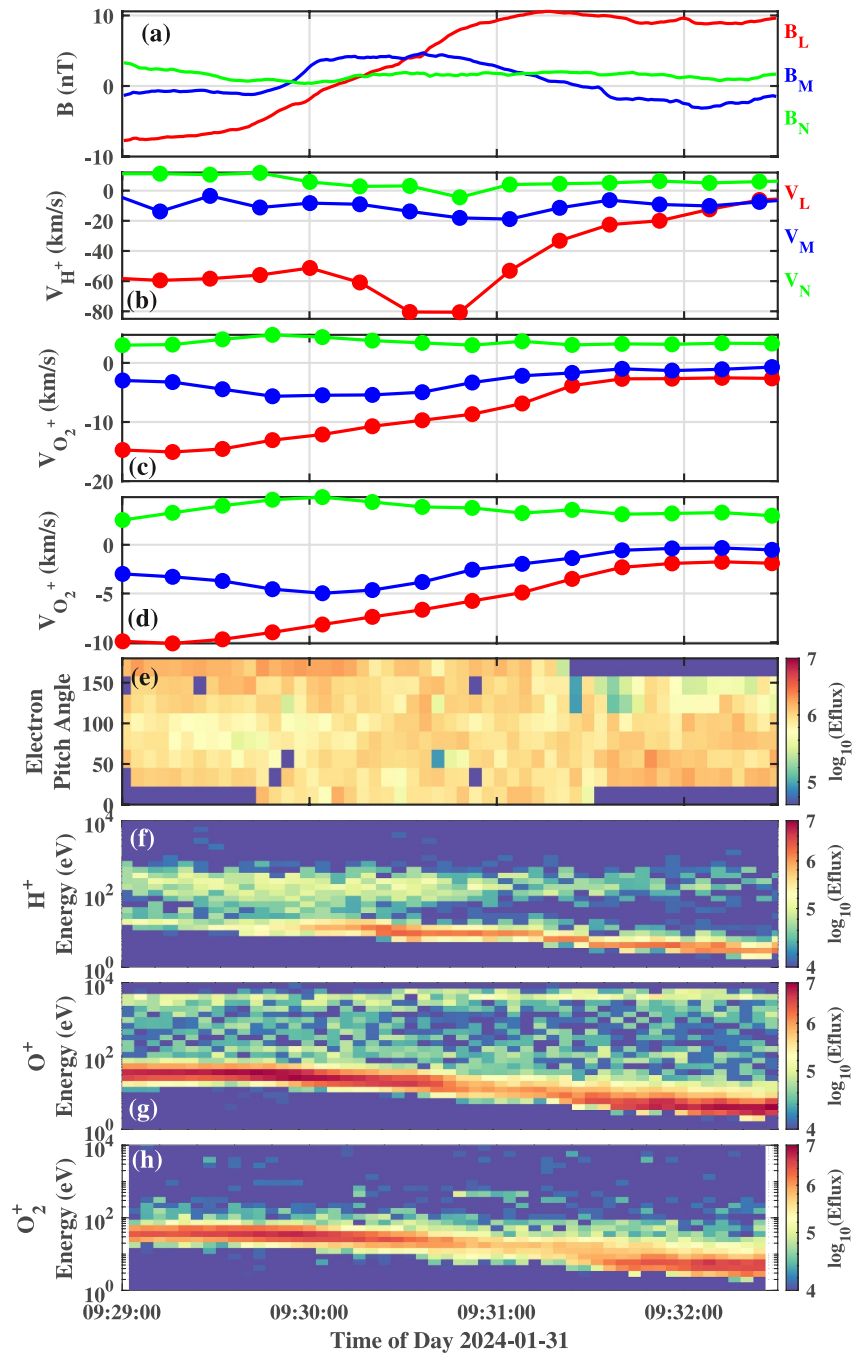 (a)
B (nT)
10
0
-10
B_L
B_M
B_N
(b)
V_H+ (km/s)
0
-20
-40
-60
-80
V_L
V_M
V_N
(c)
V_O2+ (km/s)
0
-10
-20
(d)
V_O2+ (km/s)
0
-5
-10
(e)
Electron
Pitch Angle
150
100
50
0
7
6
5
log10(Eflux)
(f)
H+
Energy (eV)
10^4
10^2
10^0
7
6
5
4
log10(Eflux)
(g)
O+
Energy (eV)
10^4
10^2
10^0
7
6
5
4
log10(Eflux)
(h)
O2+
Energy (eV)
10^4
10^2
10^0
7
6
5
4
log10(Eflux)
09:29:00 09:30:00 09:31:00 09:32:00
Time of Day 2024-01-31